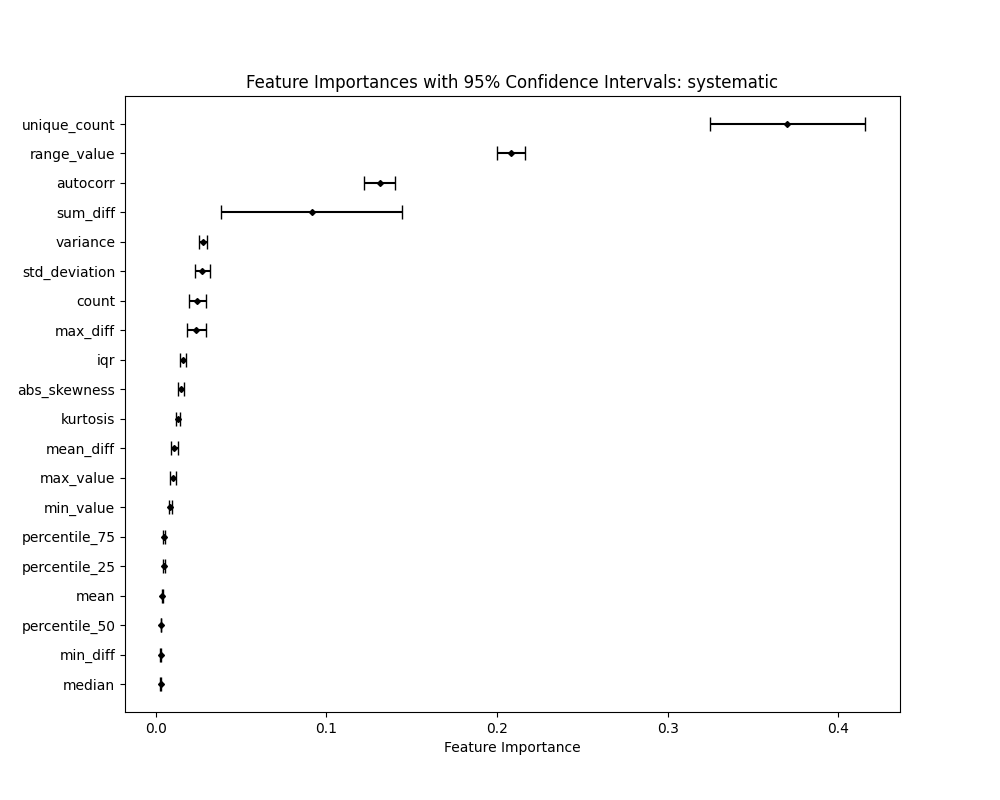 Feature Importances with 95% Confidence Intervals: systematic
unique_count
range_value
autocorr
sum_diff
variance
std_deviation
count
max_diff
iqr
abs_skewness
kurtosis
mean_diff
max_value
min_value
percentile_75
percentile_25
mean
percentile_50
min_diff
median
0.0 0.1 0.2 0.3 0.4
Feature Importance